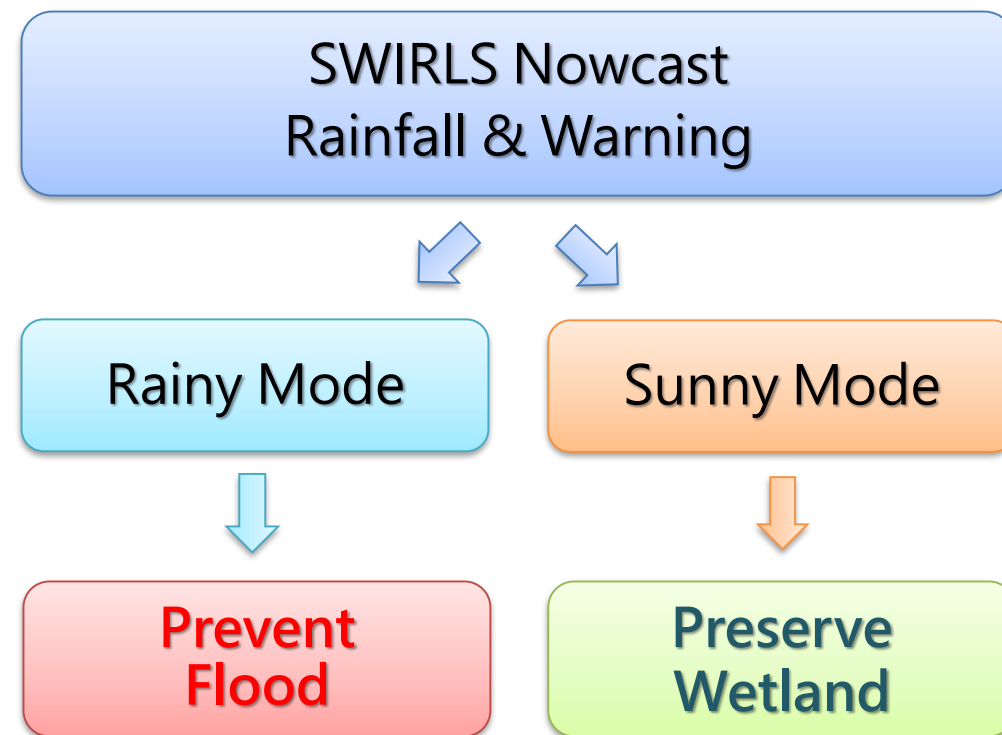 SWIRLS Nowcast
Rainfall & Warning
Rainy Mode
Sunny Mode
Prevent
Flood
Preserve
Wetland